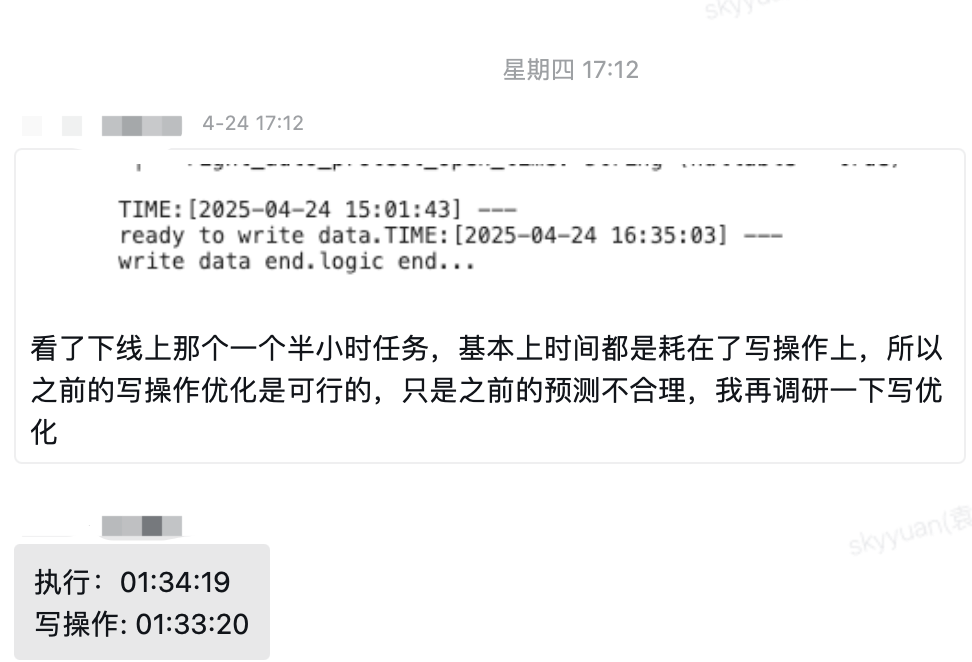 星期四 17:12
4-24 17:12
TIME:[2025-04-24 15:01:43] ---
ready to write data.TIME:[2025-04-24 16:35:03] ---
write data end.logic end...
看了下线上那个一个半小时任务，基本上时间都是耗在了写操作上，所以
之前的写操作优化是可行的，只是之前的预测不合理，我再调研一下写优
化
skyyuan(袁
执行：01:34:19
写操作: 01:33:20